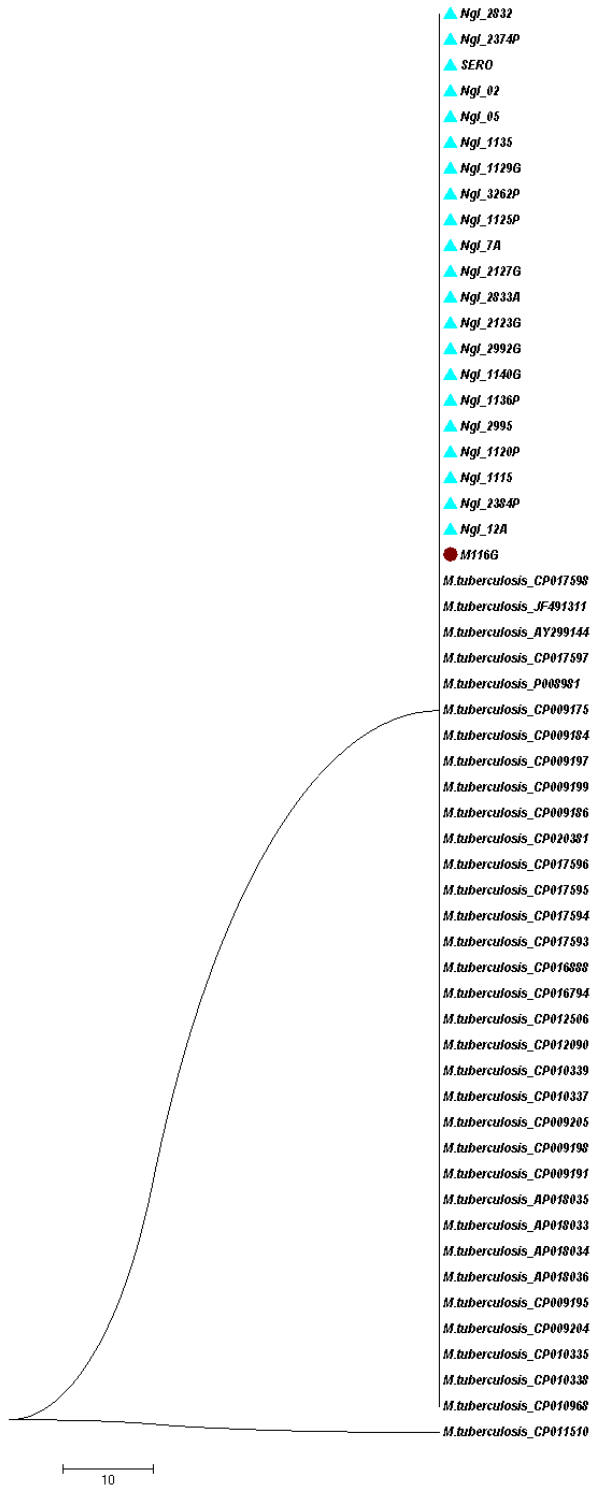 Ngl_2832
Ngl_2374P
SERO
Ngl_02
Ngl_05
Ngl_1135
Ngl_1129G
Ngl_3262P
Ngl_1125P
Ngl_7A
Ngl_2127G
Ngl_2833A
Ngl_2123G
Ngl_2992G
Ngl_1140G
Ngl_1136P
Ngl_2995
Ngl_1120P
Ngl_1115
Ngl_2384P
Ngl_12A
M116G
M.tuberculosis_CP017598
M.tuberculosis_JF491311
M.tuberculosis_AY299144
M.tuberculosis_CP017597
M.tuberculosis_P008981
M.tuberculosis_CP009175
M.tuberculosis_CP009184
M.tuberculosis_CP009197
M.tuberculosis_CP009199
M.tuberculosis_CP009186
M.tuberculosis_CP020381
M.tuberculosis_CP017596
M.tuberculosis_CP017595
M.tuberculosis_CP017594
M.tuberculosis_CP017593
M.tuberculosis_CP016888
M.tuberculosis_CP016794
M.tuberculosis_CP012506
M.tuberculosis_CP012090
M.tuberculosis_CP010339
M.tuberculosis_CP010337
M.tuberculosis_CP009205
M.tuberculosis_CP009198
M.tuberculosis_CP009191
M.tuberculosis_AP018035
M.tuberculosis_AP018033
M.tuberculosis_AP018034
M.tuberculosis_AP018036
M.tuberculosis_CP009195
M.tuberculosis_CP009204
M.tuberculosis_CP010335
M.tuberculosis_CP010338
M.tuberculosis_CP010968
M.tuberculosis_CP011510
10